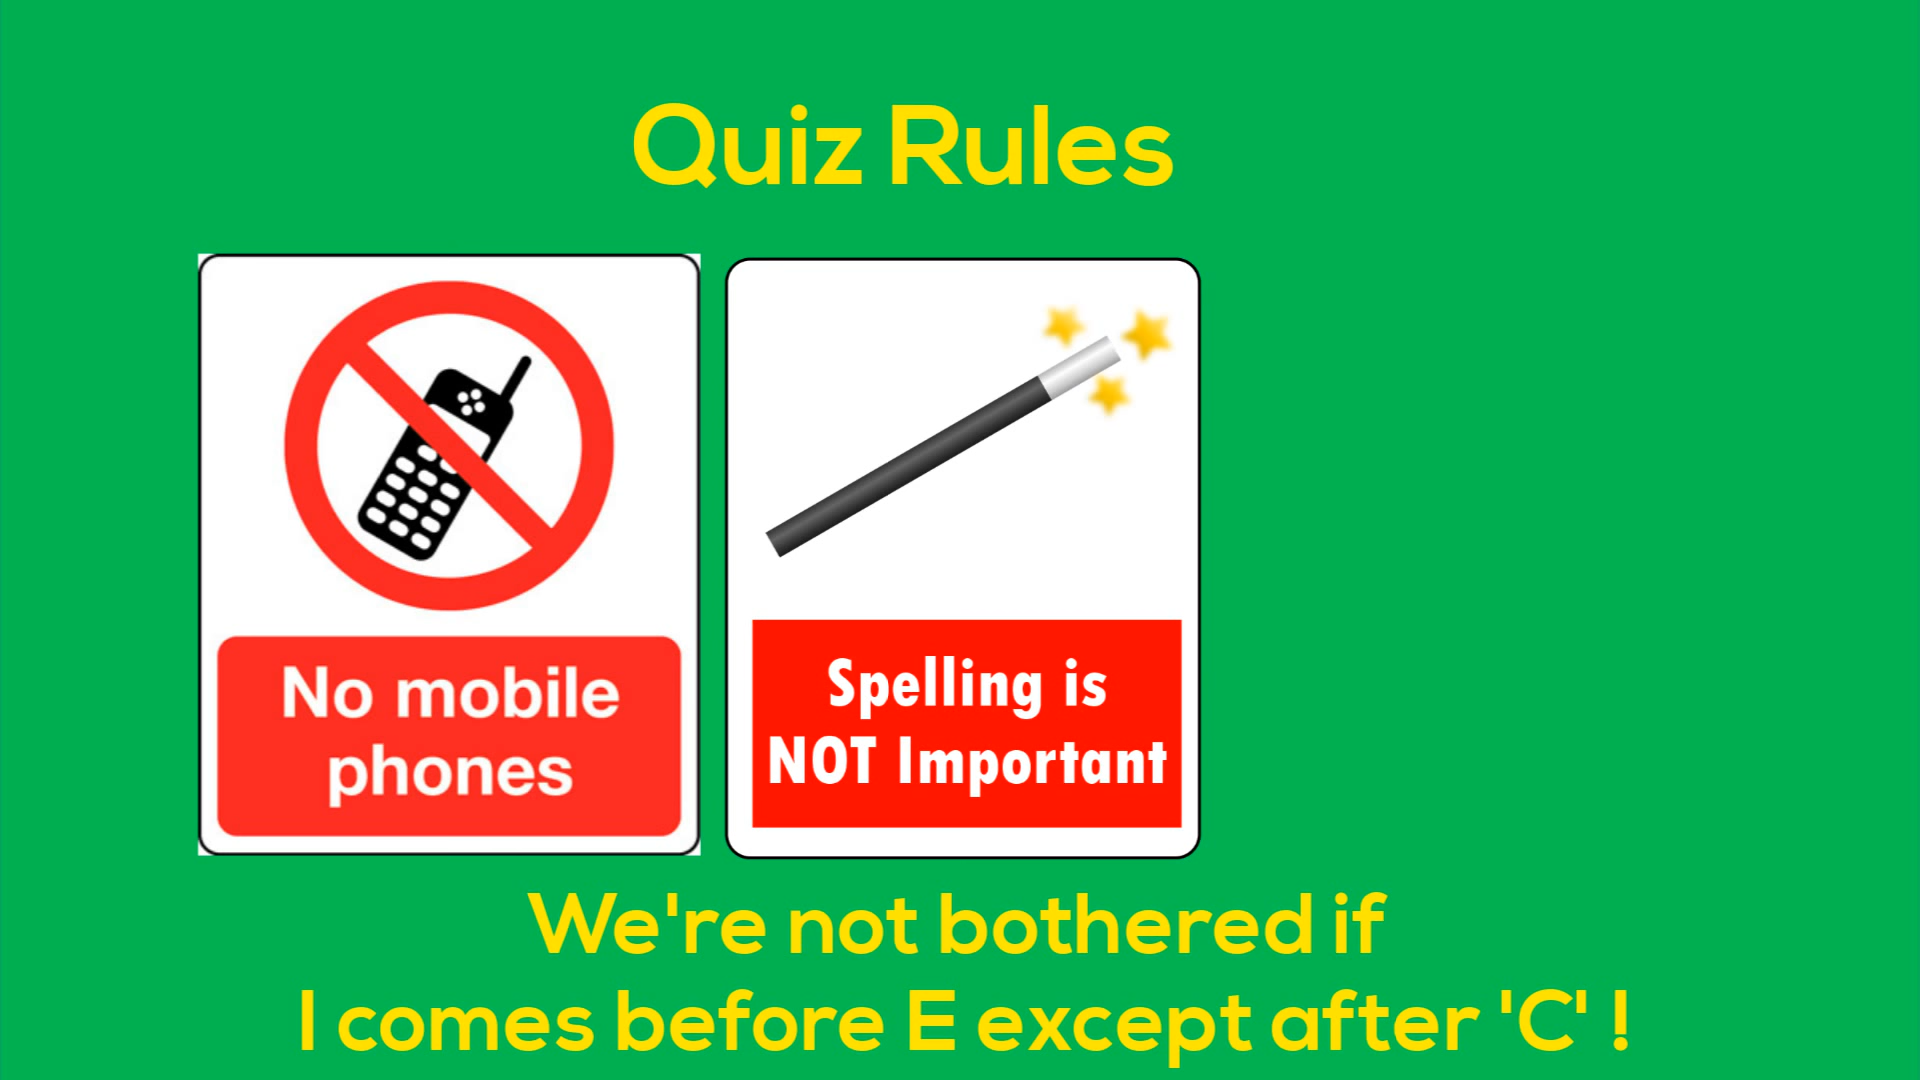 Quiz Rules
No mobile
phones
Spelling is
NOT Important
We're not bothered if
I comes before E except after 'C' !